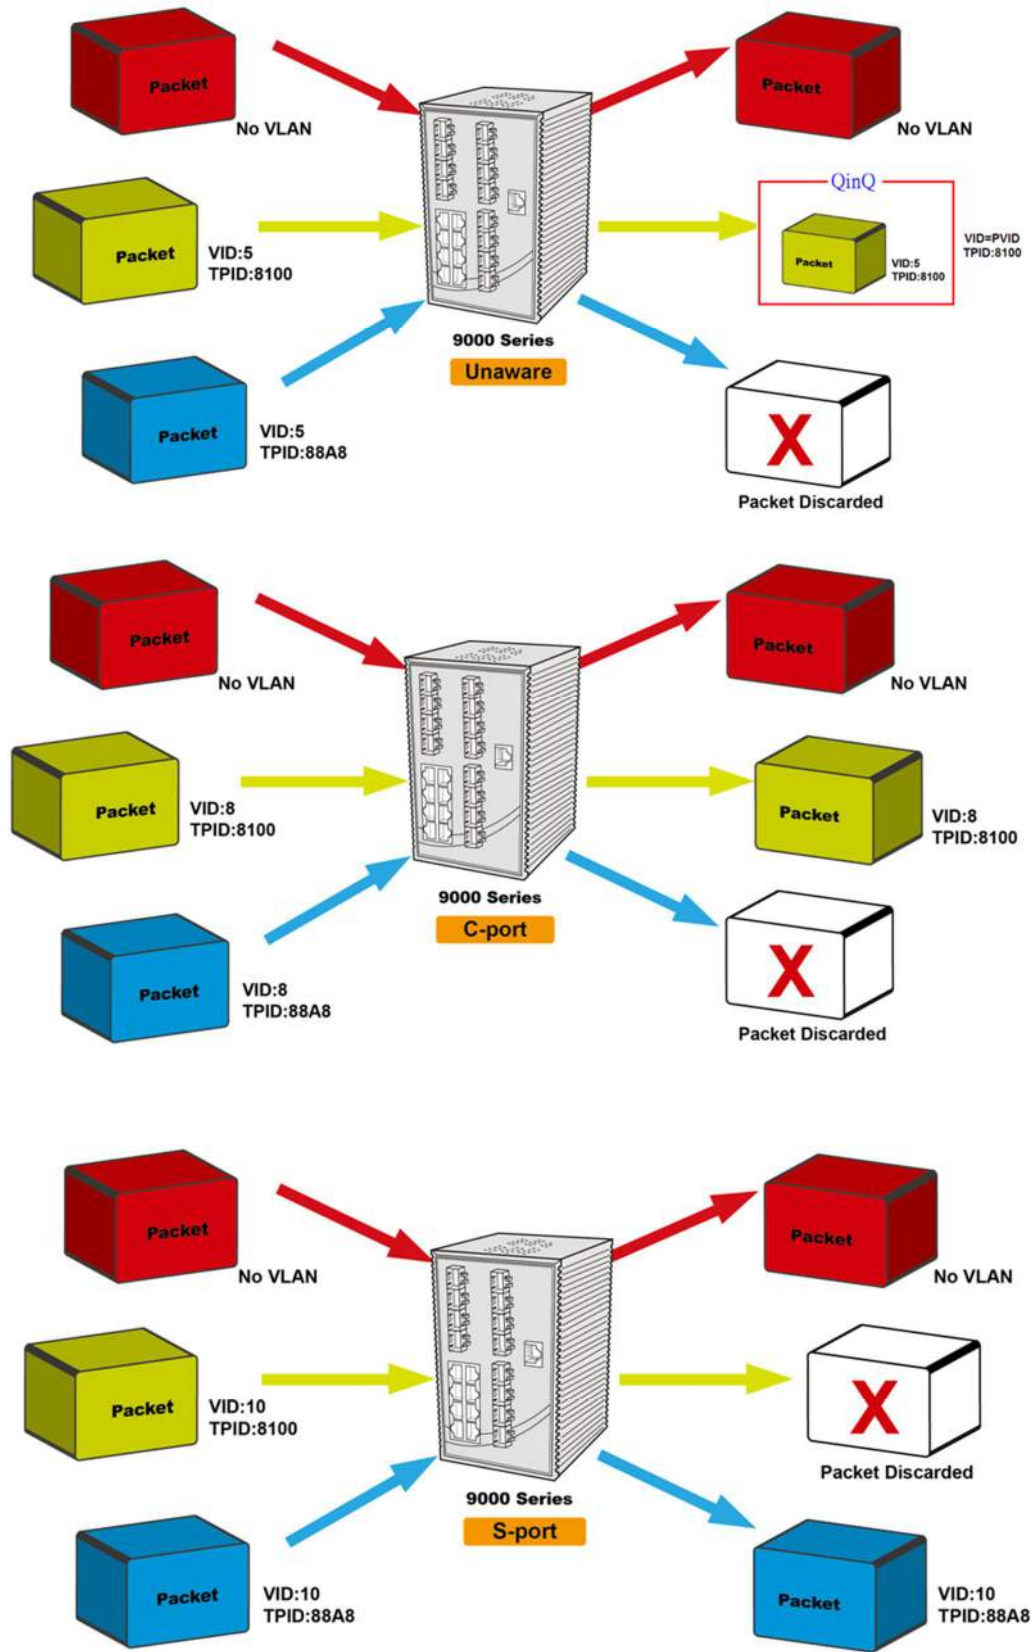 Packet
No VLAN
Packet
No VLAN
Packet
VID:5
TPID:8100
QinQ
Packet
VID:5
TPID:8100
VID=PVID
TPID:8100
9000 Series
Unaware
Packet
VID:5
TPID:88A8
X
Packet Discarded
Packet
No VLAN
Packet
No VLAN
Packet
VID:8
TPID:8100
Packet
VID:8
TPID:8100
9000 Series
C-port
Packet
VID:8
TPID:88A8
X
Packet Discarded
Packet
No VLAN
Packet
No VLAN
Packet
VID:10
TPID:8100
X
Packet Discarded
9000 Series
S-port
Packet
VID:10
TPID:88A8
Packet
VID:10
TPID:88A8